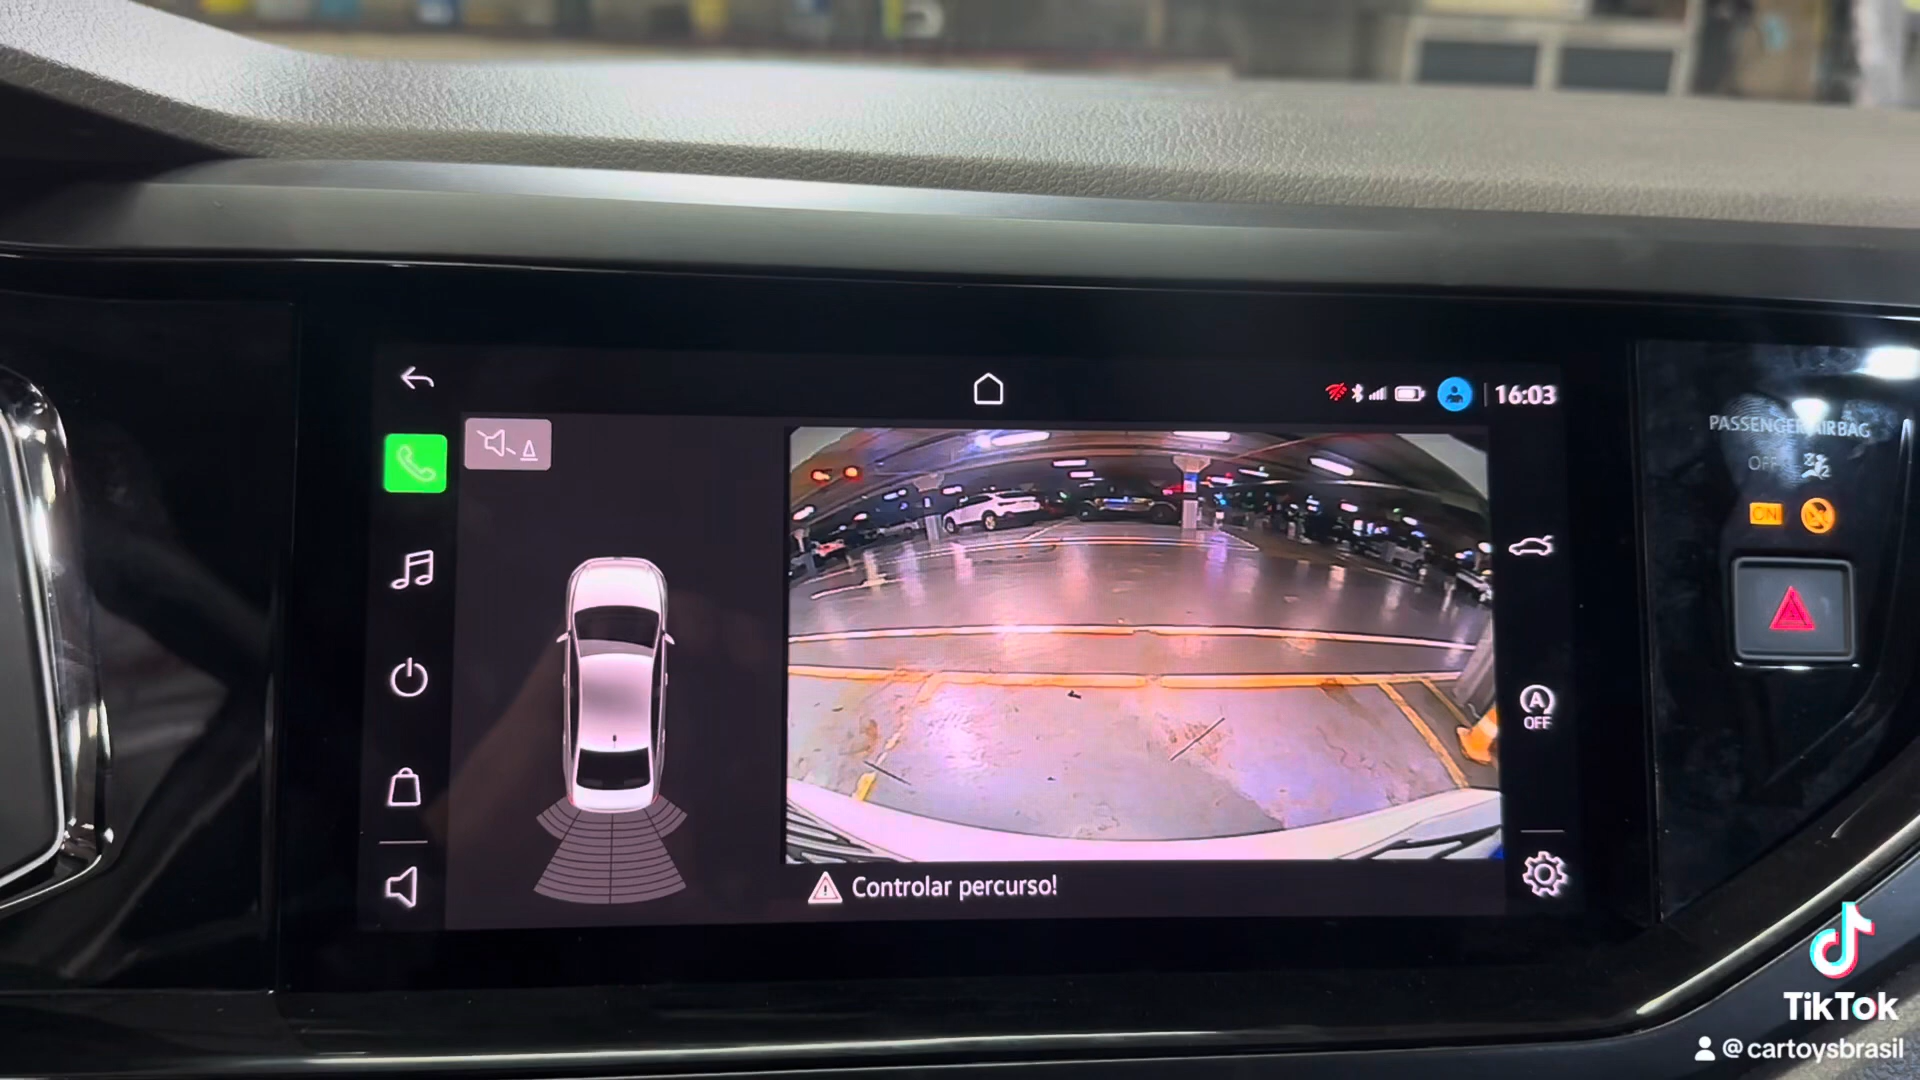 16:03
PASSENGER AIRBAG
OFF
ON
A
OFF
Controlar percurso!
TikTok
@cartoysbrasil